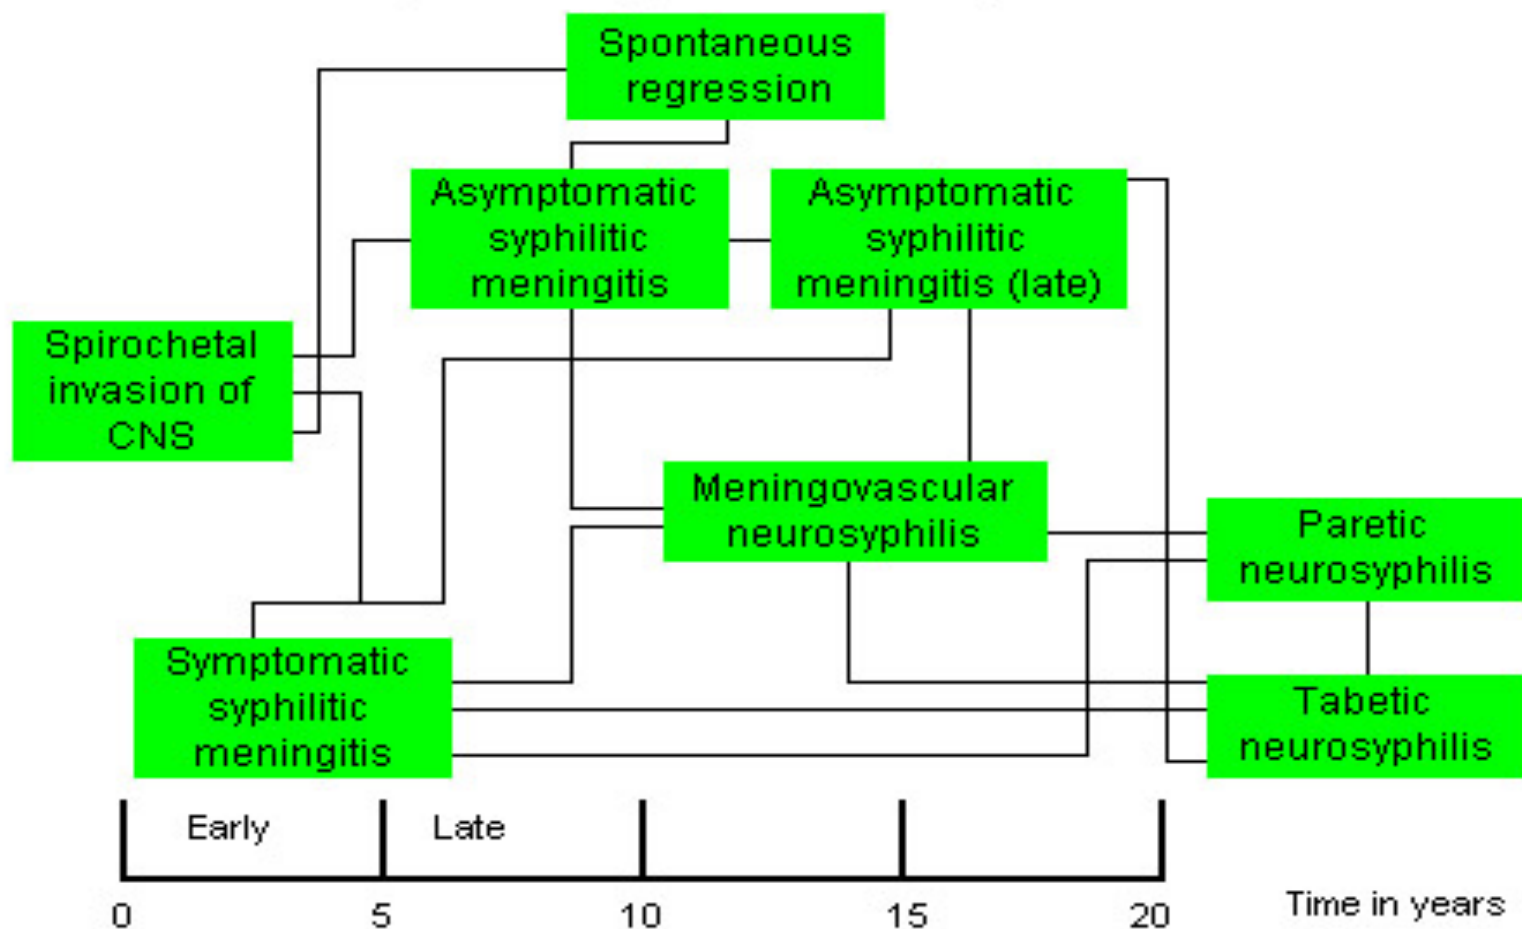 Spontaneous
regression
Asymptomatic
syphilitic
meningitis
Asymptomatic
syphilitic
meningitis (late)
Spirochetal
invasion of
CNS
Meningovascular
neurosyphilis
Paretic
neurosyphilis
Symptomatic
syphilitic
meningitis
Tabetic
neurosyphilis
Early
Late
0
5
10
15
20
Time in years